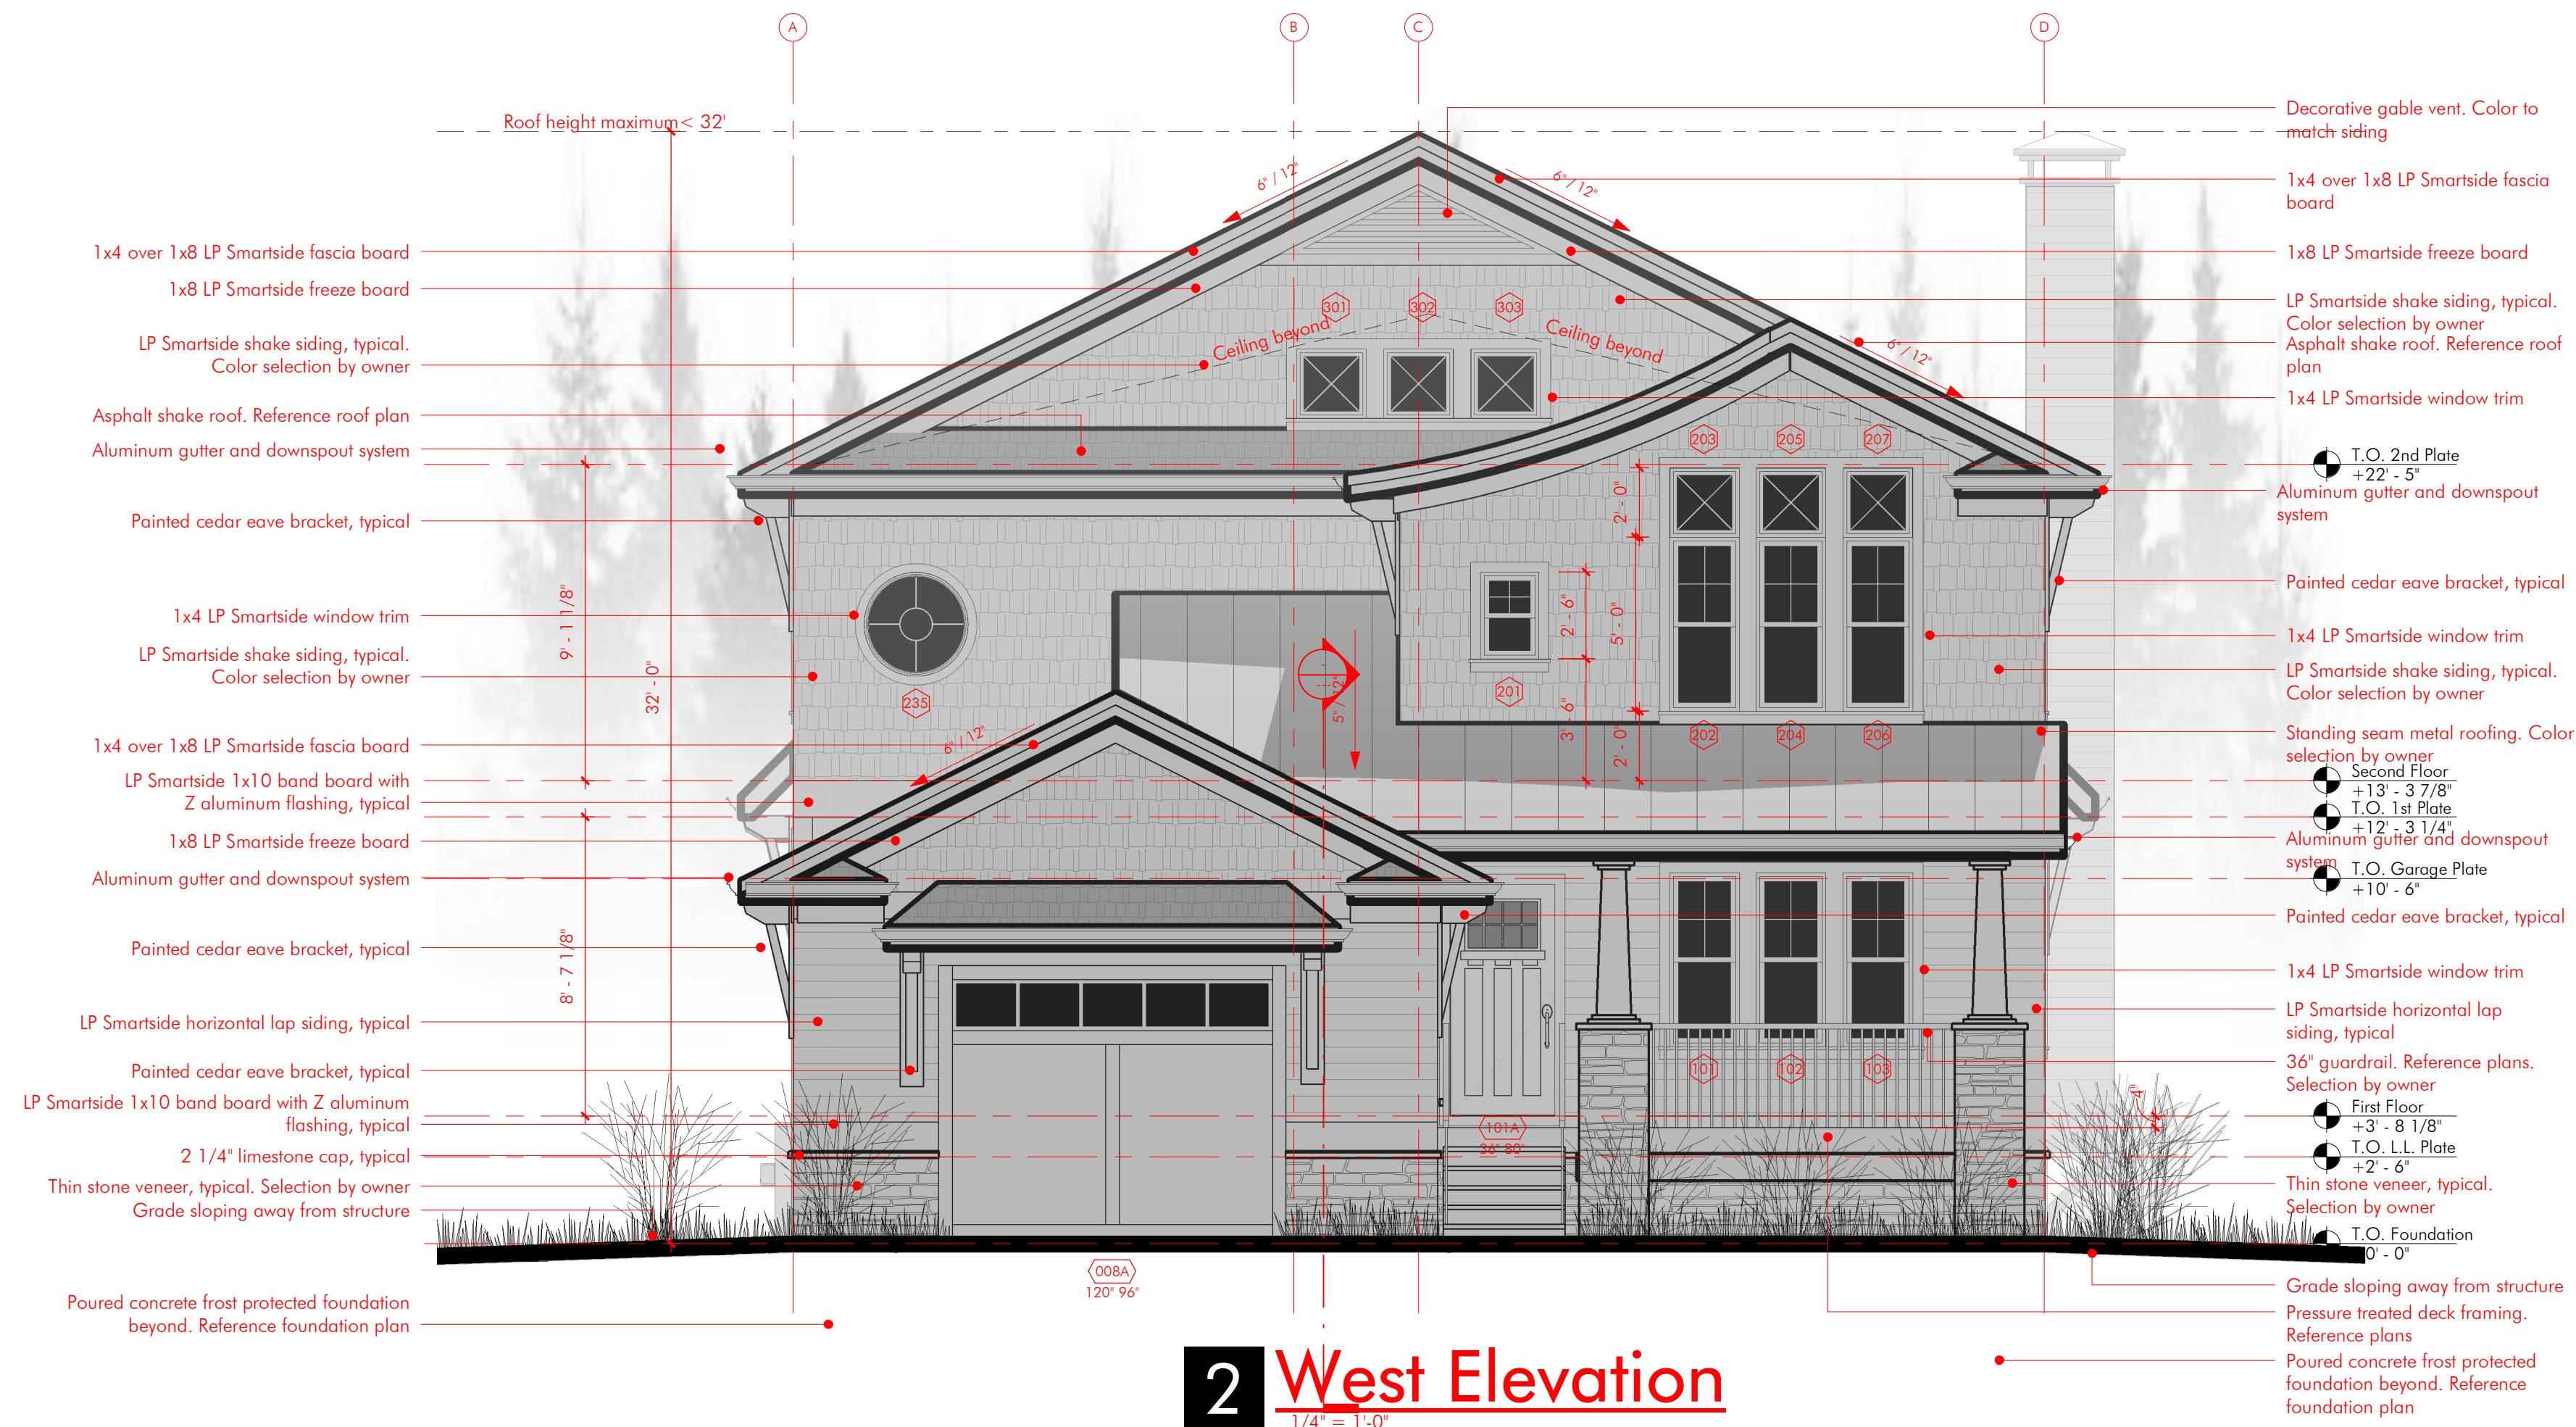 A
B
C
D
Roof height maximum< 32'
1x4 over 1x8 LP Smartside fascia board
1x8 LP Smartside freeze board
LP Smartside shake siding, typical.
Color selection by owner
Asphalt shake roof. Reference roof plan
Aluminum gutter and downspout system
Painted cedar eave bracket, typical
1x4 LP Smartside window trim
LP Smartside shake siding, typical.
Color selection by owner
1x4 over 1x8 LP Smartside fascia board
LP Smartside 1x10 band board with
Z aluminum flashing, typical
1x8 LP Smartside freeze board
Aluminum gutter and downspout system
Painted cedar eave bracket, typical
LP Smartside horizontal lap siding, typical
Painted cedar eave bracket, typical
LP Smartside 1x10 band board with Z aluminum
flashing, typical
2 1/4" limestone cap, typical
Thin stone veneer, typical. Selection by owner
Grade sloping away from structure
Poured concrete frost protected foundation
beyond. Reference foundation plan
9' - 1 1/8"
32' - 0"
8' - 7 1/8"
6" / 12"
6" / 12"
6" / 12"
6" / 12"
5" / 12"
301
302
303
Ceiling beyond
Ceiling beyond
203
205
207
2' - 0"
5' - 0"
2' - 0"
2' - 6"
3' - 6"
235
201
202
204
206
101
102
103
101A
36" 80"
4"
008A
120" 96"
Decorative gable vent. Color to
match siding
1x4 over 1x8 LP Smartside fascia
board
1x8 LP Smartside freeze board
LP Smartside shake siding, typical.
Color selection by owner
Asphalt shake roof. Reference roof
plan
1x4 LP Smartside window trim
T.O. 2nd Plate
+22' - 5"
Aluminum gutter and downspout
system
Painted cedar eave bracket, typical
1x4 LP Smartside window trim
LP Smartside shake siding, typical.
Color selection by owner
Standing seam metal roofing. Color
selection by owner
Second Floor
+13' - 3 7/8"
T.O. 1st Plate
+12' - 3 1/4"
Aluminum gutter and downspout
system
T.O. Garage Plate
+10' - 6"
Painted cedar eave bracket, typical
1x4 LP Smartside window trim
LP Smartside horizontal lap
siding, typical
36" guardrail. Reference plans.
Selection by owner
First Floor
+3' - 8 1/8"
T.O. L.L. Plate
+2' - 6"
Thin stone veneer, typical.
Selection by owner
T.O. Foundation
0' - 0"
Grade sloping away from structure
Pressure treated deck framing.
Reference plans
Poured concrete frost protected
foundation beyond. Reference
foundation plan
2 West Elevation
1/4" = 1'-0"